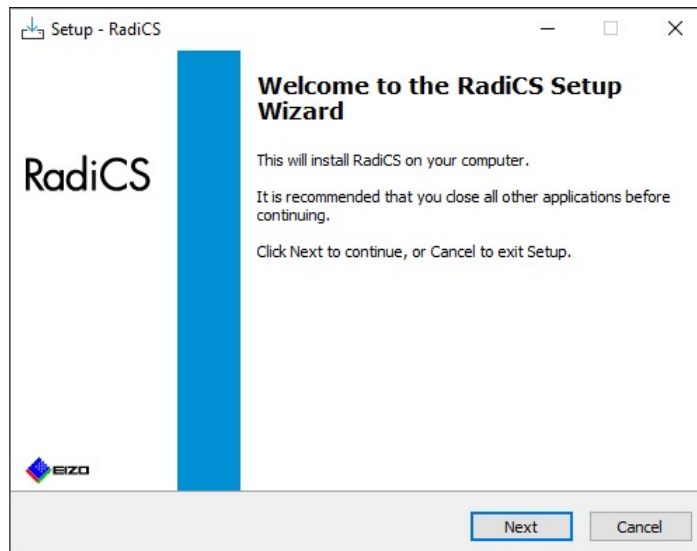 Setup - RadiCS
Welcome to the RadiCS Setup
Wizard
RadiCS
This will install RadiCS on your computer.
It is recommended that you close all other applications before
continuing.
Click Next to continue, or Cancel to exit Setup.
EIZO
Next
Cancel